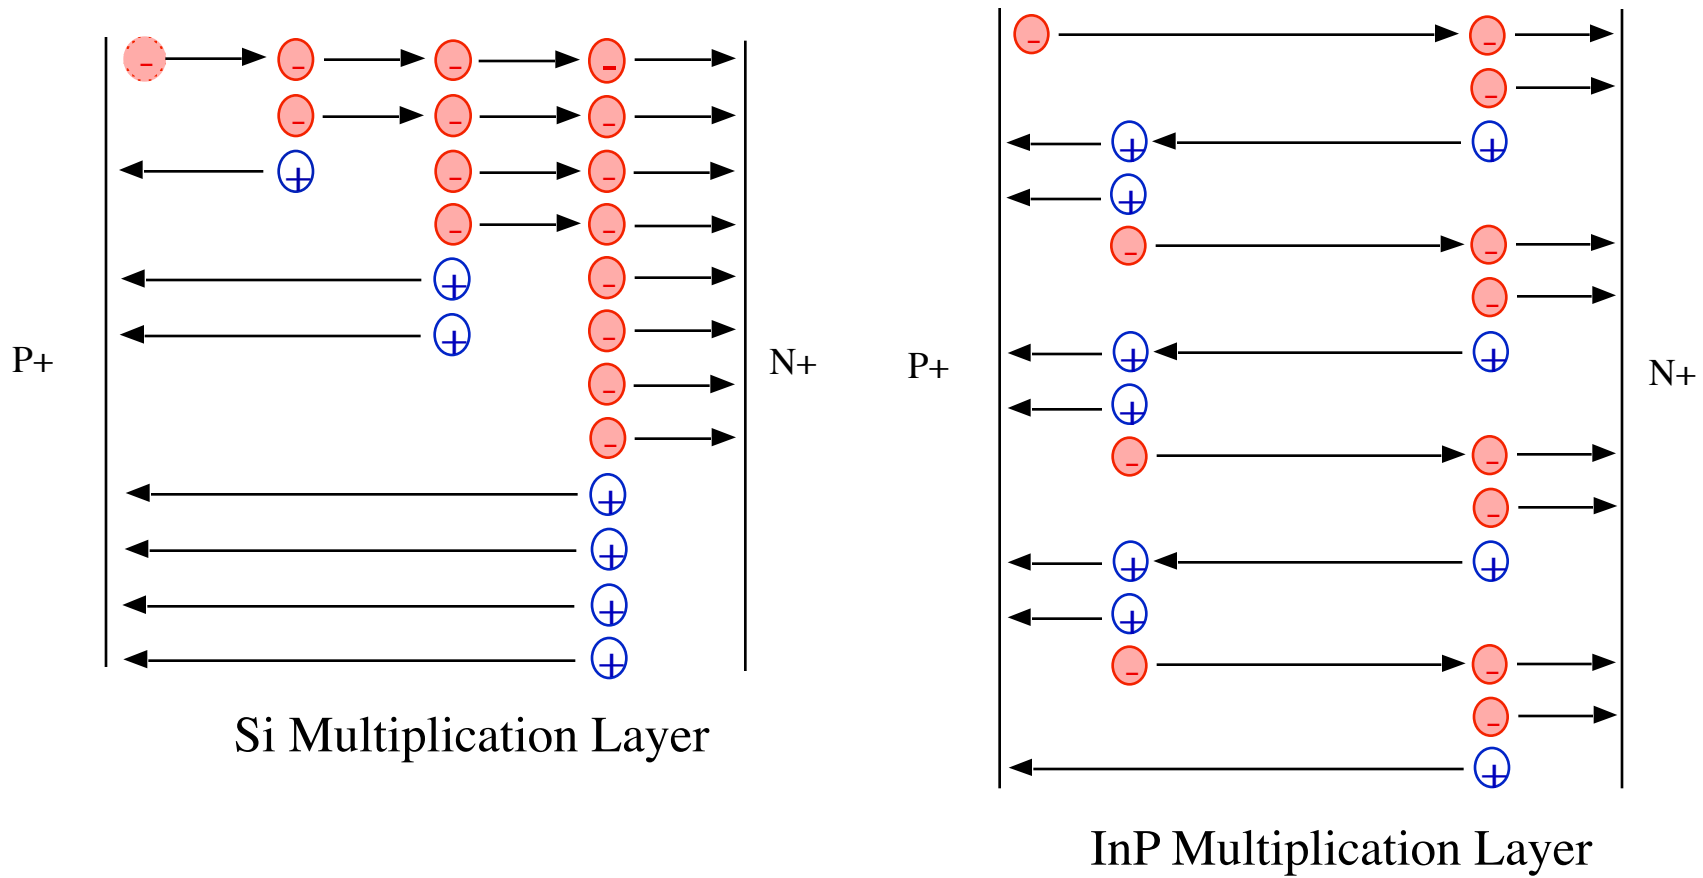 P+
N+
Si Multiplication Layer
P+
N+
InP Multiplication Layer